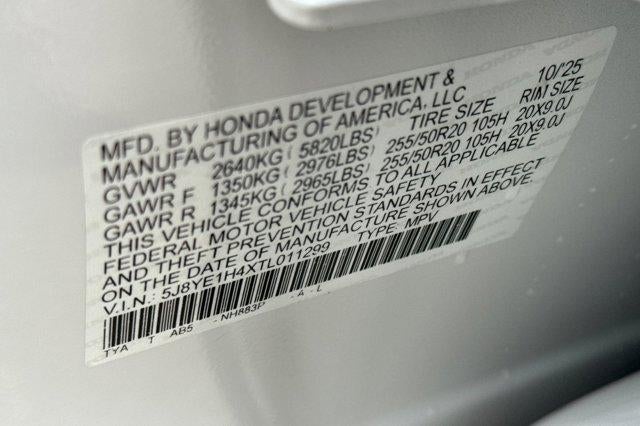 MFD. BY HONDA DEVELOPMENT & 10/'25
MANUFACTURING OF AMERICA, LLC
TIRE SIZE RIM SIZE
GVWR 2640KG ( 5820LBS)
GAWR F 1350KG ( 2976LBS) 255/50R20 105H 20X9.0J
GAWR R 1345KG ( 2965LBS) 255/50R20 105H 20X9.0J
THIS VEHICLE CONFORMS TO ALL APPLICABLE
FEDERAL MOTOR VEHICLE SAFETY
AND THEFT PREVENTION STANDARDS IN EFFECT
ON THE DATE OF MANUFACTURE SHOWN ABOVE.
V.I.N.: 5J8YE1H4XTL011299 TYPE: MPV
TYA T AB5 - NH883P - A - L